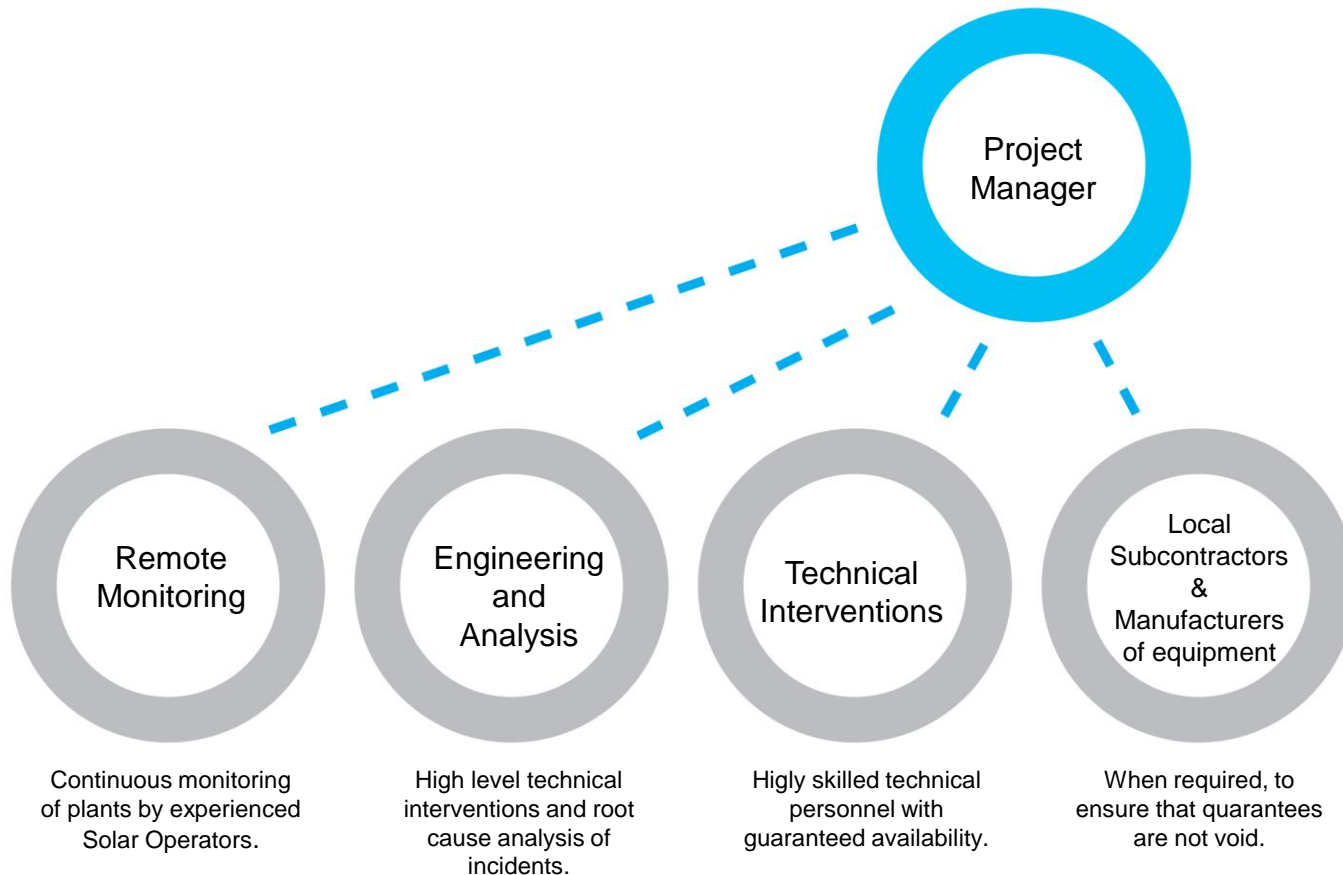 Project
Manager
Remote
Monitoring
Engineering
and
Analysis
Technical
Interventions
Local
Subcontractors
&
Manufacturers
of equipment
Continuous monitoring
of plants by experienced
Solar Operators.
High level technical
interventions and root
cause analysis of
incidents.
Higly skilled technical
personnel with
guaranteed availability.
When required, to
ensure that quarantees
are not void.